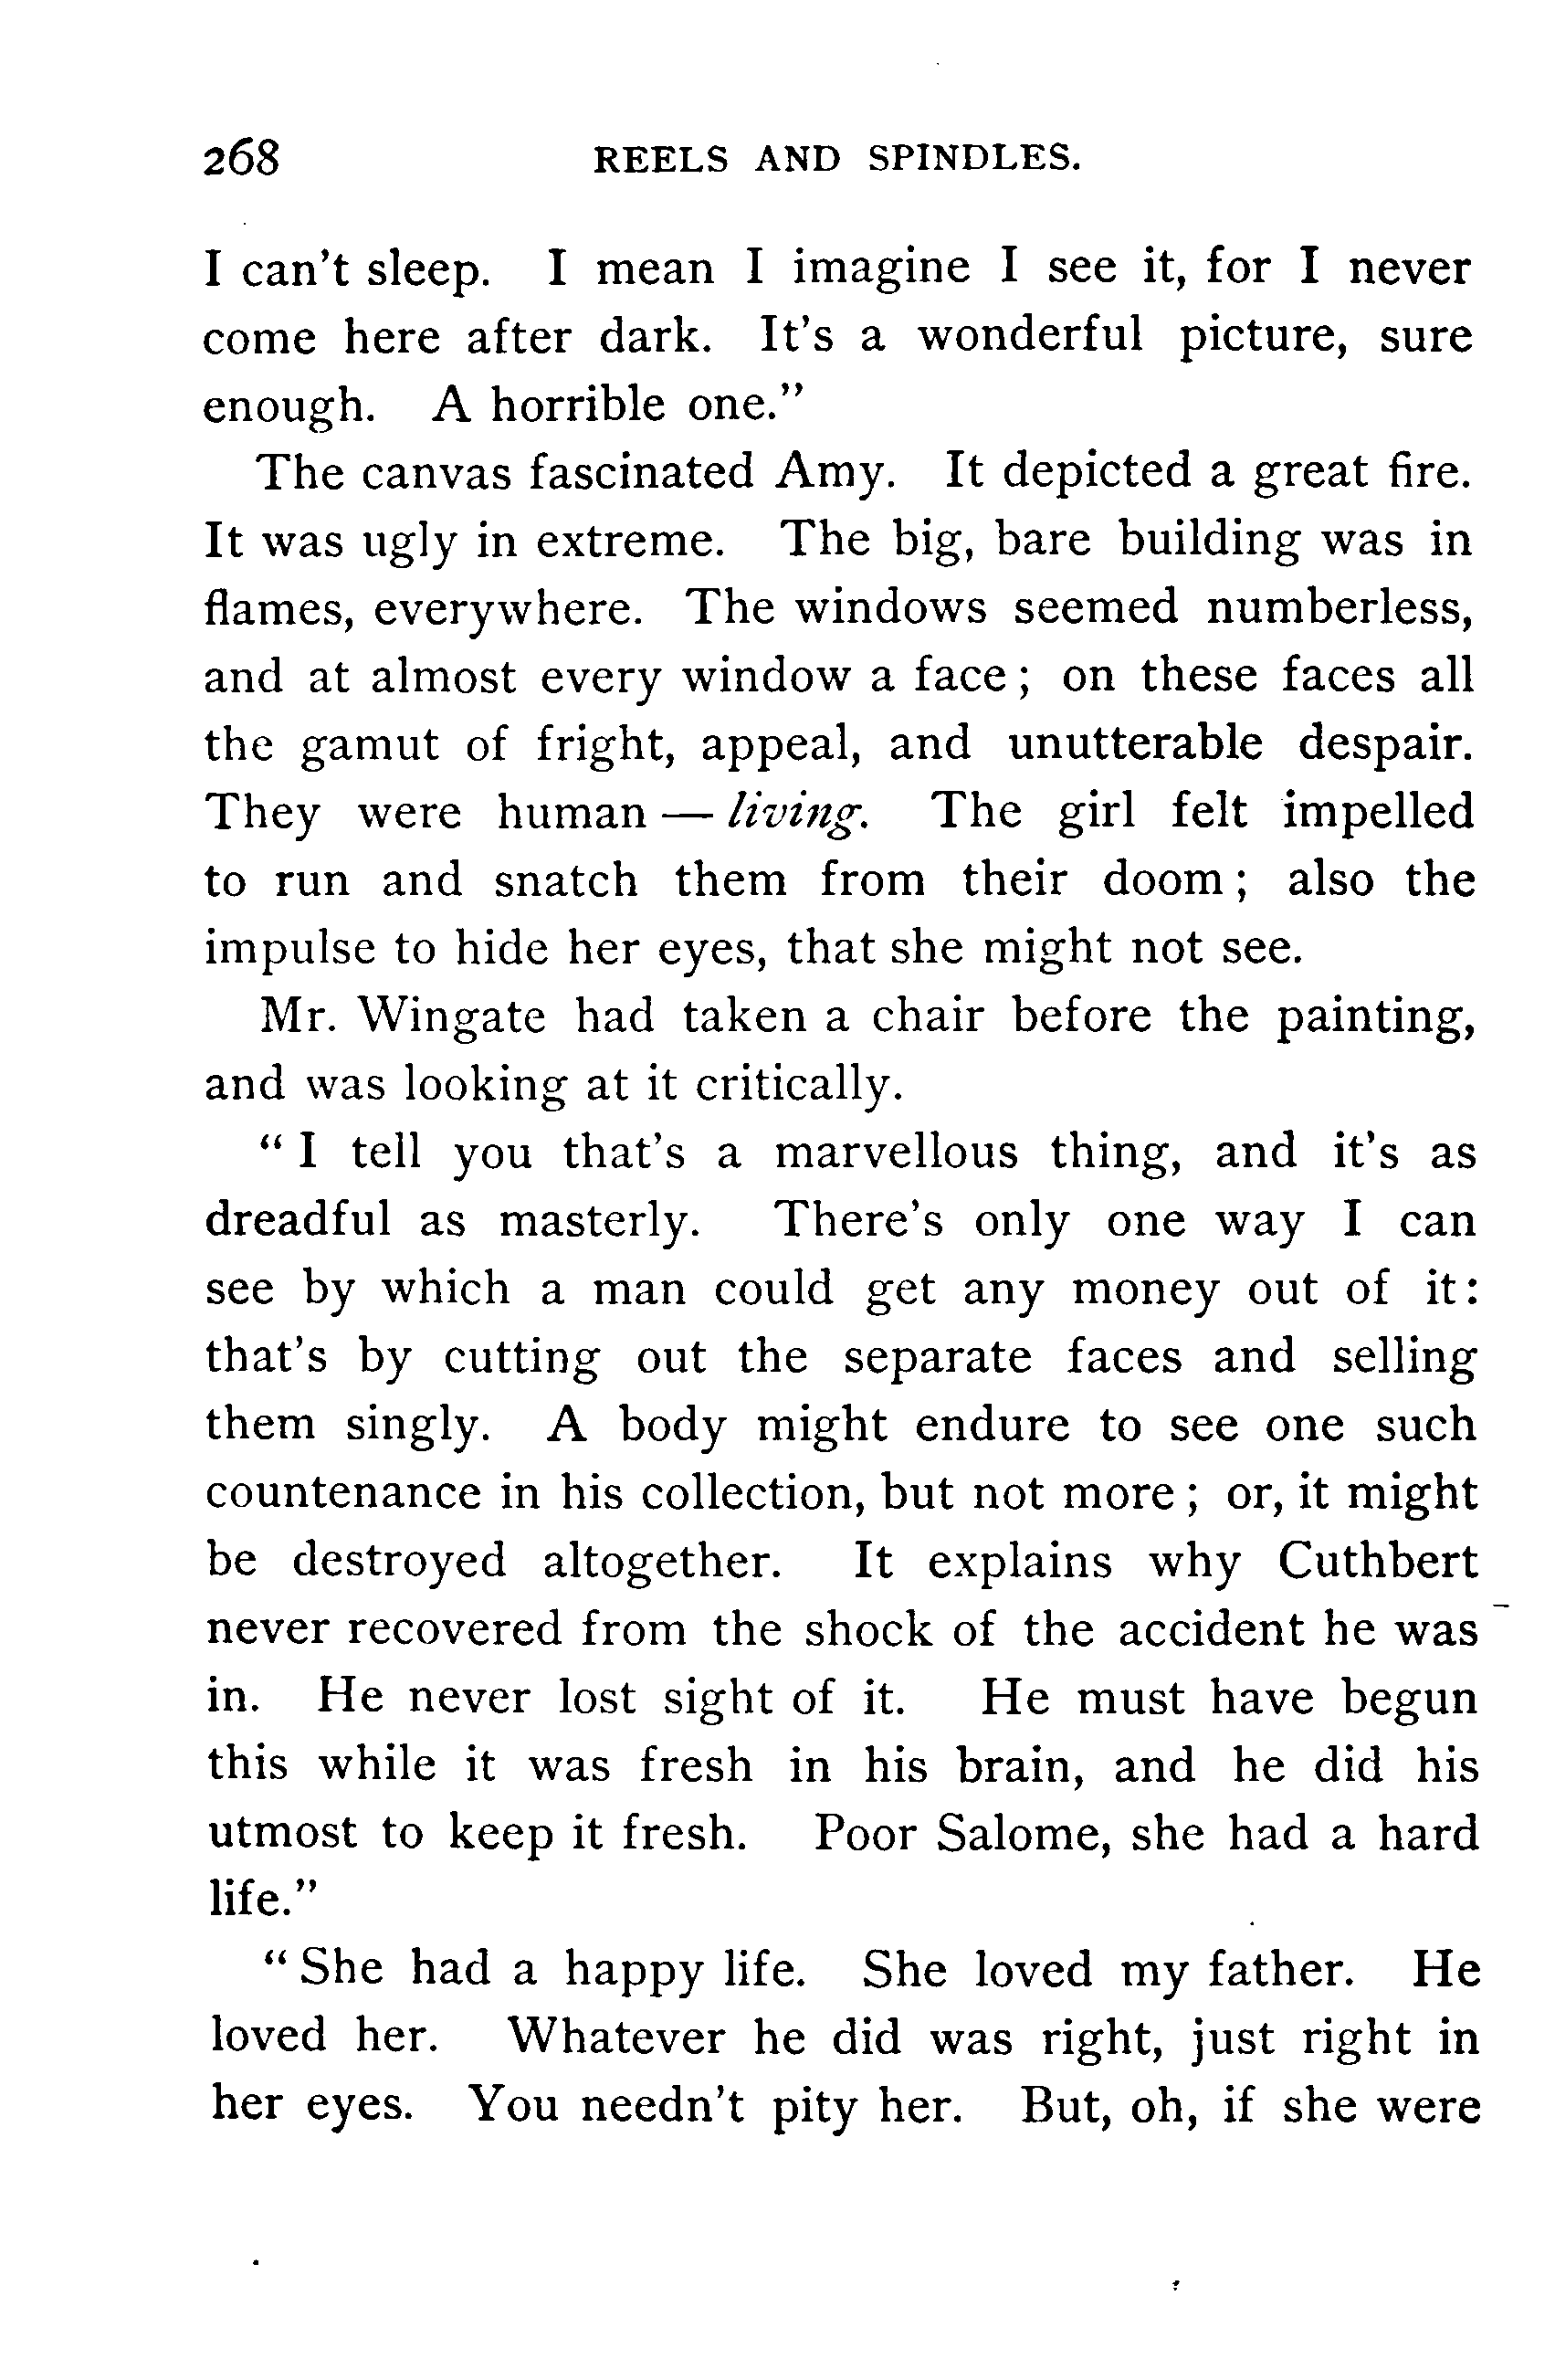 268 REELS AND SPINDLES.
I can't sleep. I mean I imagine I see it, for I never
come here after dark. It's a wonderful picture, sure
enough. A horrible one."
The canvas fascinated Amy. It depicted a great fire.
It was ugly in extreme. The big, bare building was in
flames, everywhere. The windows seemed numberless,
and at almost every window a face; on these faces all
the gamut of fright, appeal, and unutterable despair.
They were human — living. The girl felt impelled
to run and snatch them from their doom; also the
impulse to hide her eyes, that she might not see.
Mr. Wingate had taken a chair before the painting,
and was looking at it critically.
"I tell you that's a marvellous thing, and it's as
dreadful as masterly. There's only one way I can
see by which a man could get any money out of it:
that's by cutting out the separate faces and selling
them singly. A body might endure to see one such
countenance in his collection, but not more; or, it might
be destroyed altogether. It explains why Cuthbert
never recovered from the shock of the accident he was
in. He never lost sight of it. He must have begun
this while it was fresh in his brain, and he did his
utmost to keep it fresh. Poor Salome, she had a hard
life."
"She had a happy life. She loved my father. He
loved her. Whatever he did was right, just right in
her eyes. You needn't pity her. But, oh, if she were